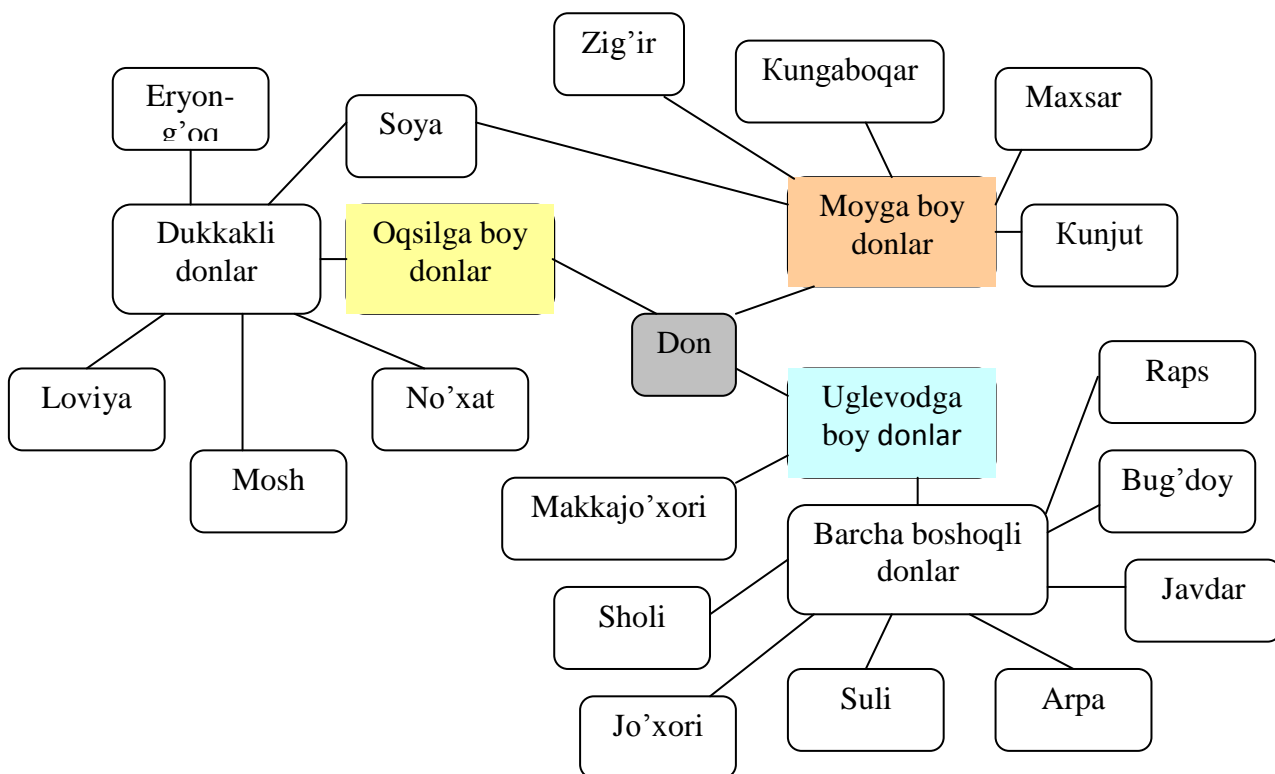 Zig’ir
Kungaboqar
Maxsar
Eryon-
g’oq
Soya
Dukkakli
donlar
Oqsilga boy
donlar
Moyga boy
donlar
Kunjut
Don
Loviya
No’xat
Mosh
Uglevodga
boy donlar
Raps
Makkajo’xori
Bug’doy
Barcha boshoqli
donlar
Sholi
Javdar
Jo’xori
Suli
Arpa